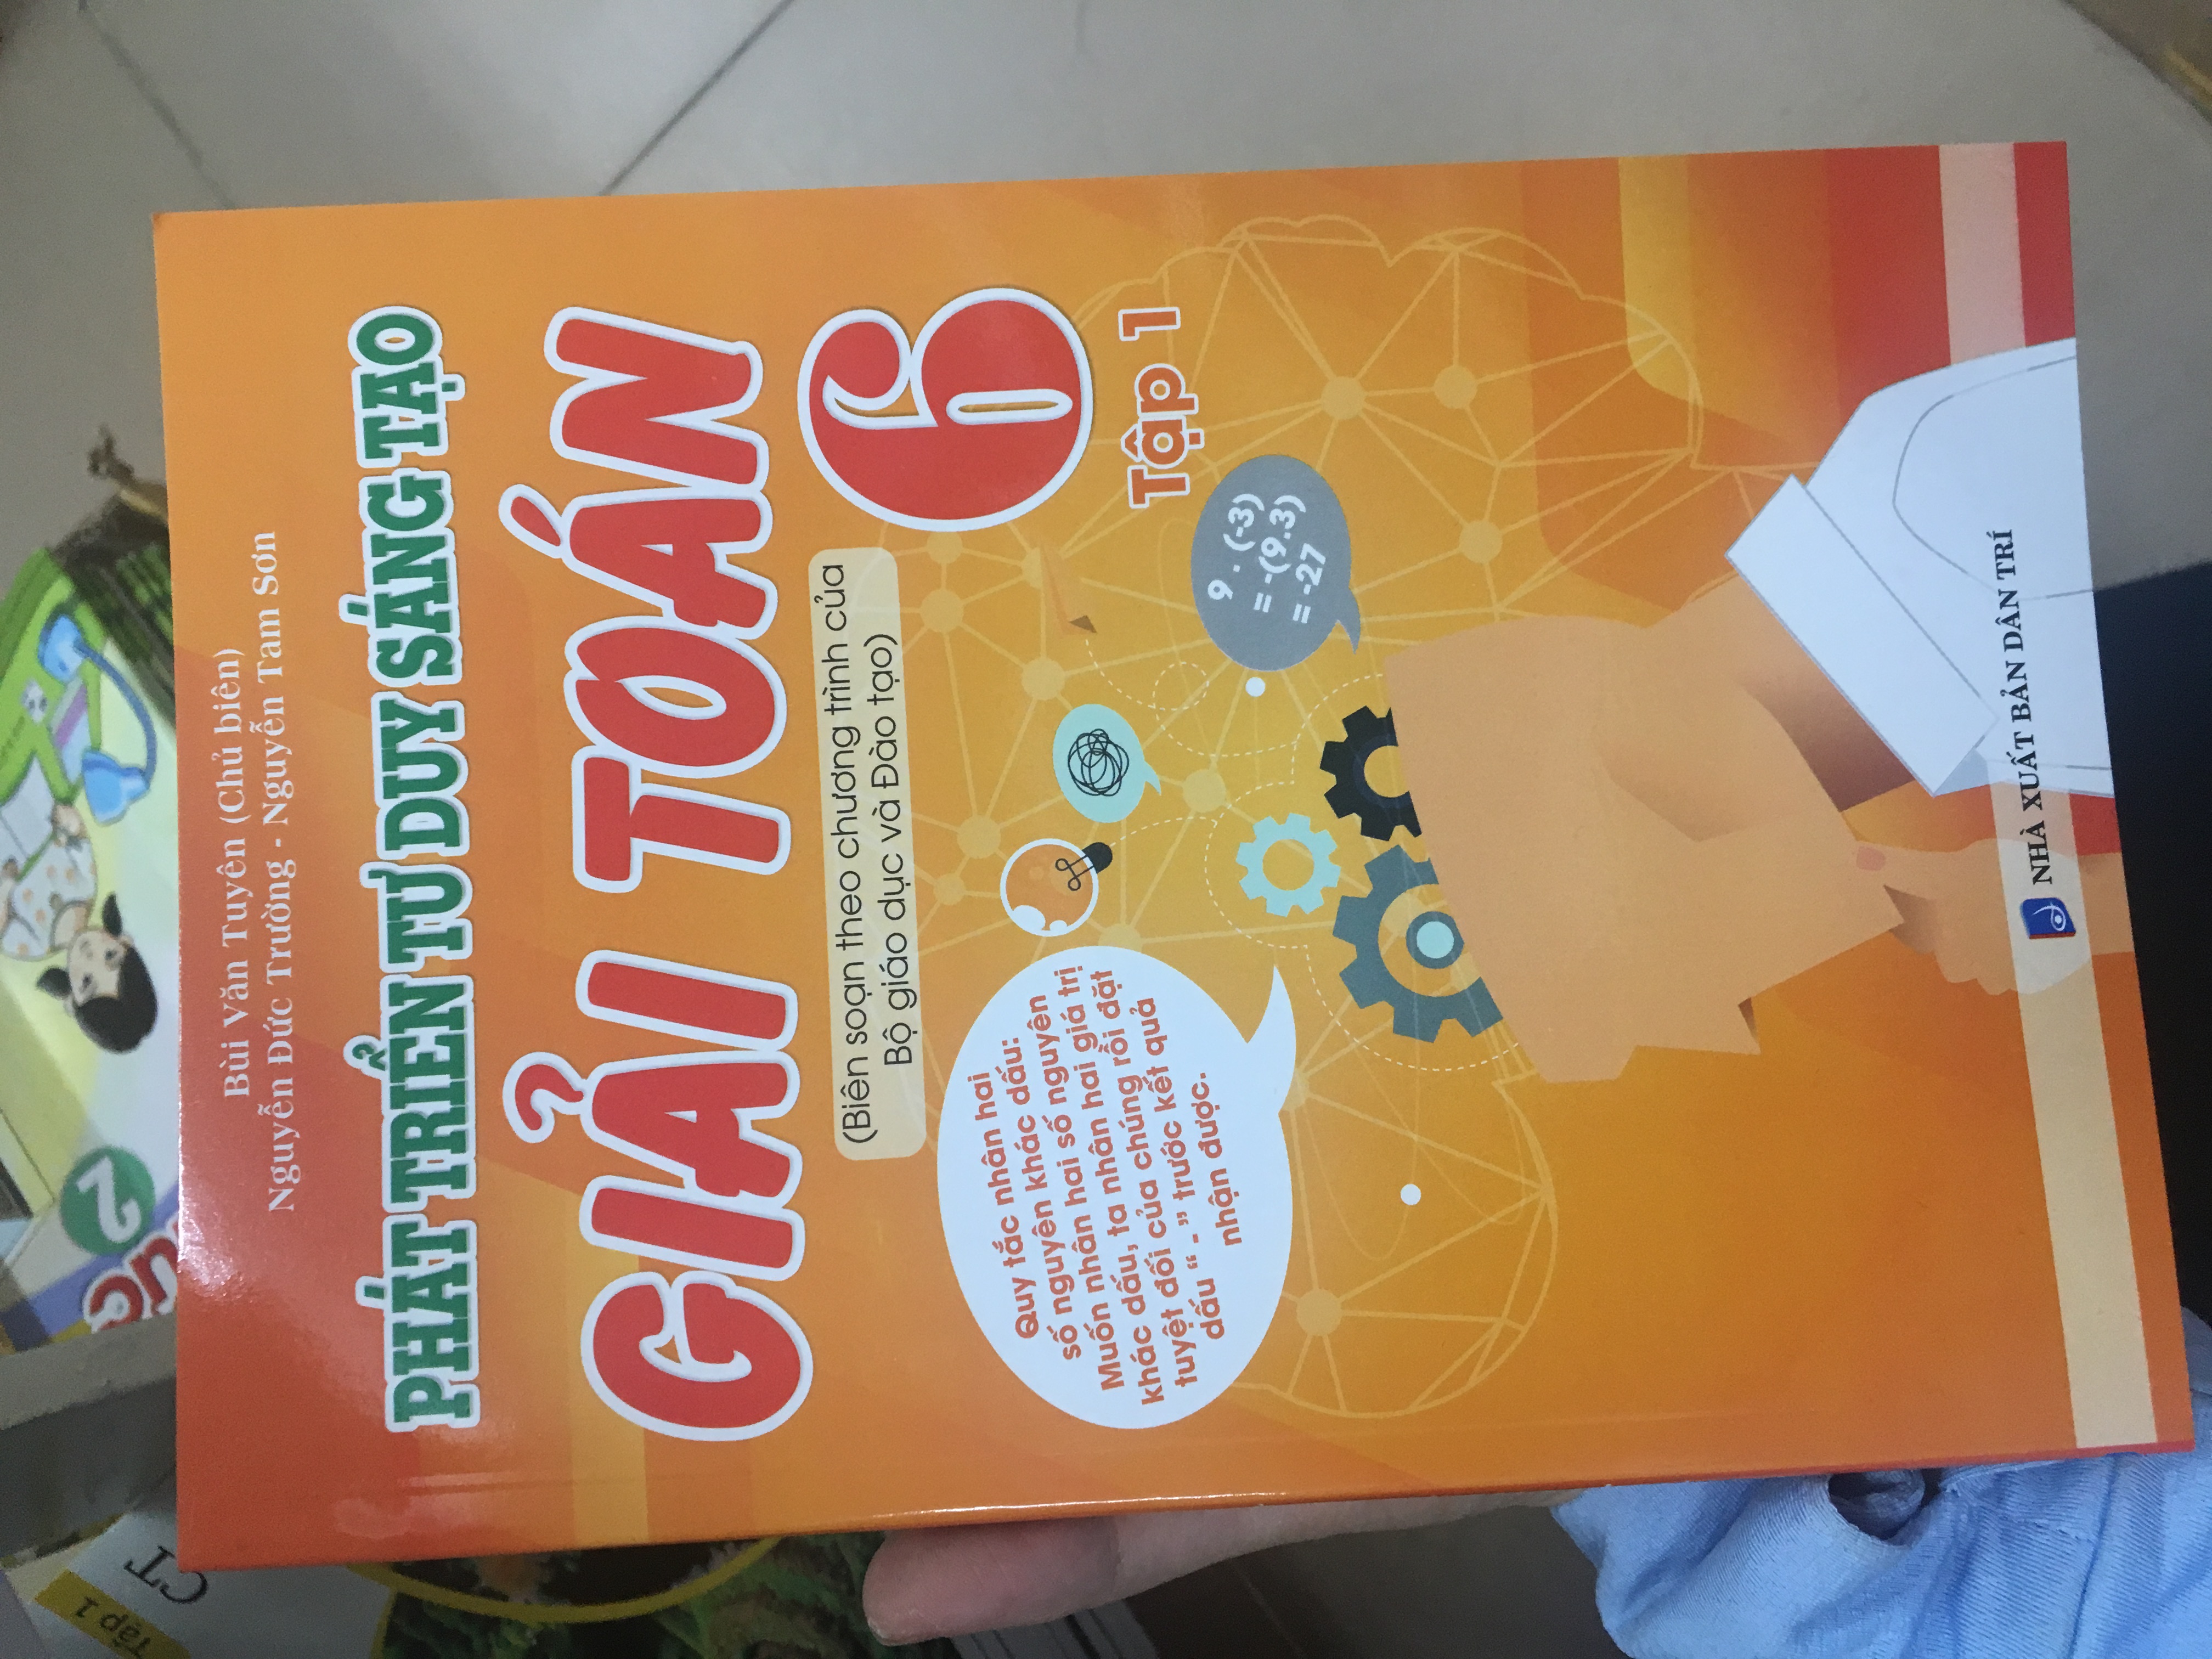 Tập 1
CT
2
Bùi Văn Tuyên (Chủ biên)
Nguyễn Đức Trường - Nguyễn Tam Sơn
PHÁT TRIỂN TƯ DUY SÁNG TẠO
GIẢI TOÁN
6
(Biên soạn theo chương trình của
Bộ giáo dục và Đào tạo)
Tập 1
Quy tắc nhân hai
số nguyên khác dấu:
Muốn nhân hai số nguyên
khác dấu, ta nhân hai giá trị
tuyệt đối của chúng rồi đặt
dấu “ - ” trước kết quả
nhận được.
9 . (-3)
= -(9.3)
= -27
NHÀ XUẤT BẢN DÂN TRÍ